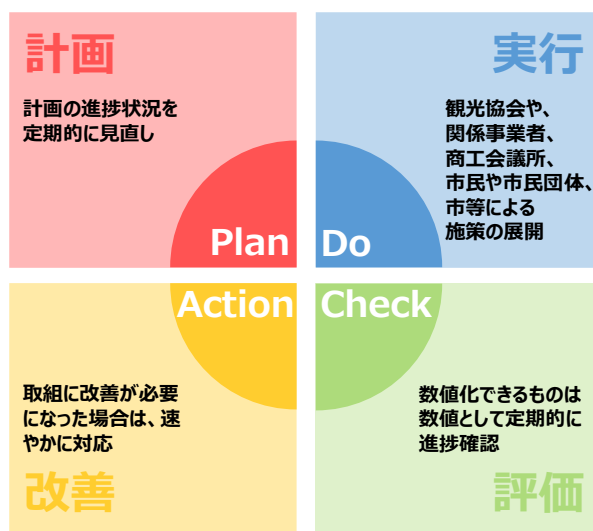 計画
計画の進捗状況を
定期的に見直し
Plan
実行
観光協会や、
関係事業者、
商工会議所、
市民や市民団体、
市等による
施策の展開
Do
Action
取組に改善が必要
になった場合は、速
やかに対応
改善
Check
数値化できるものは
数値として定期的に
進捗確認
評価